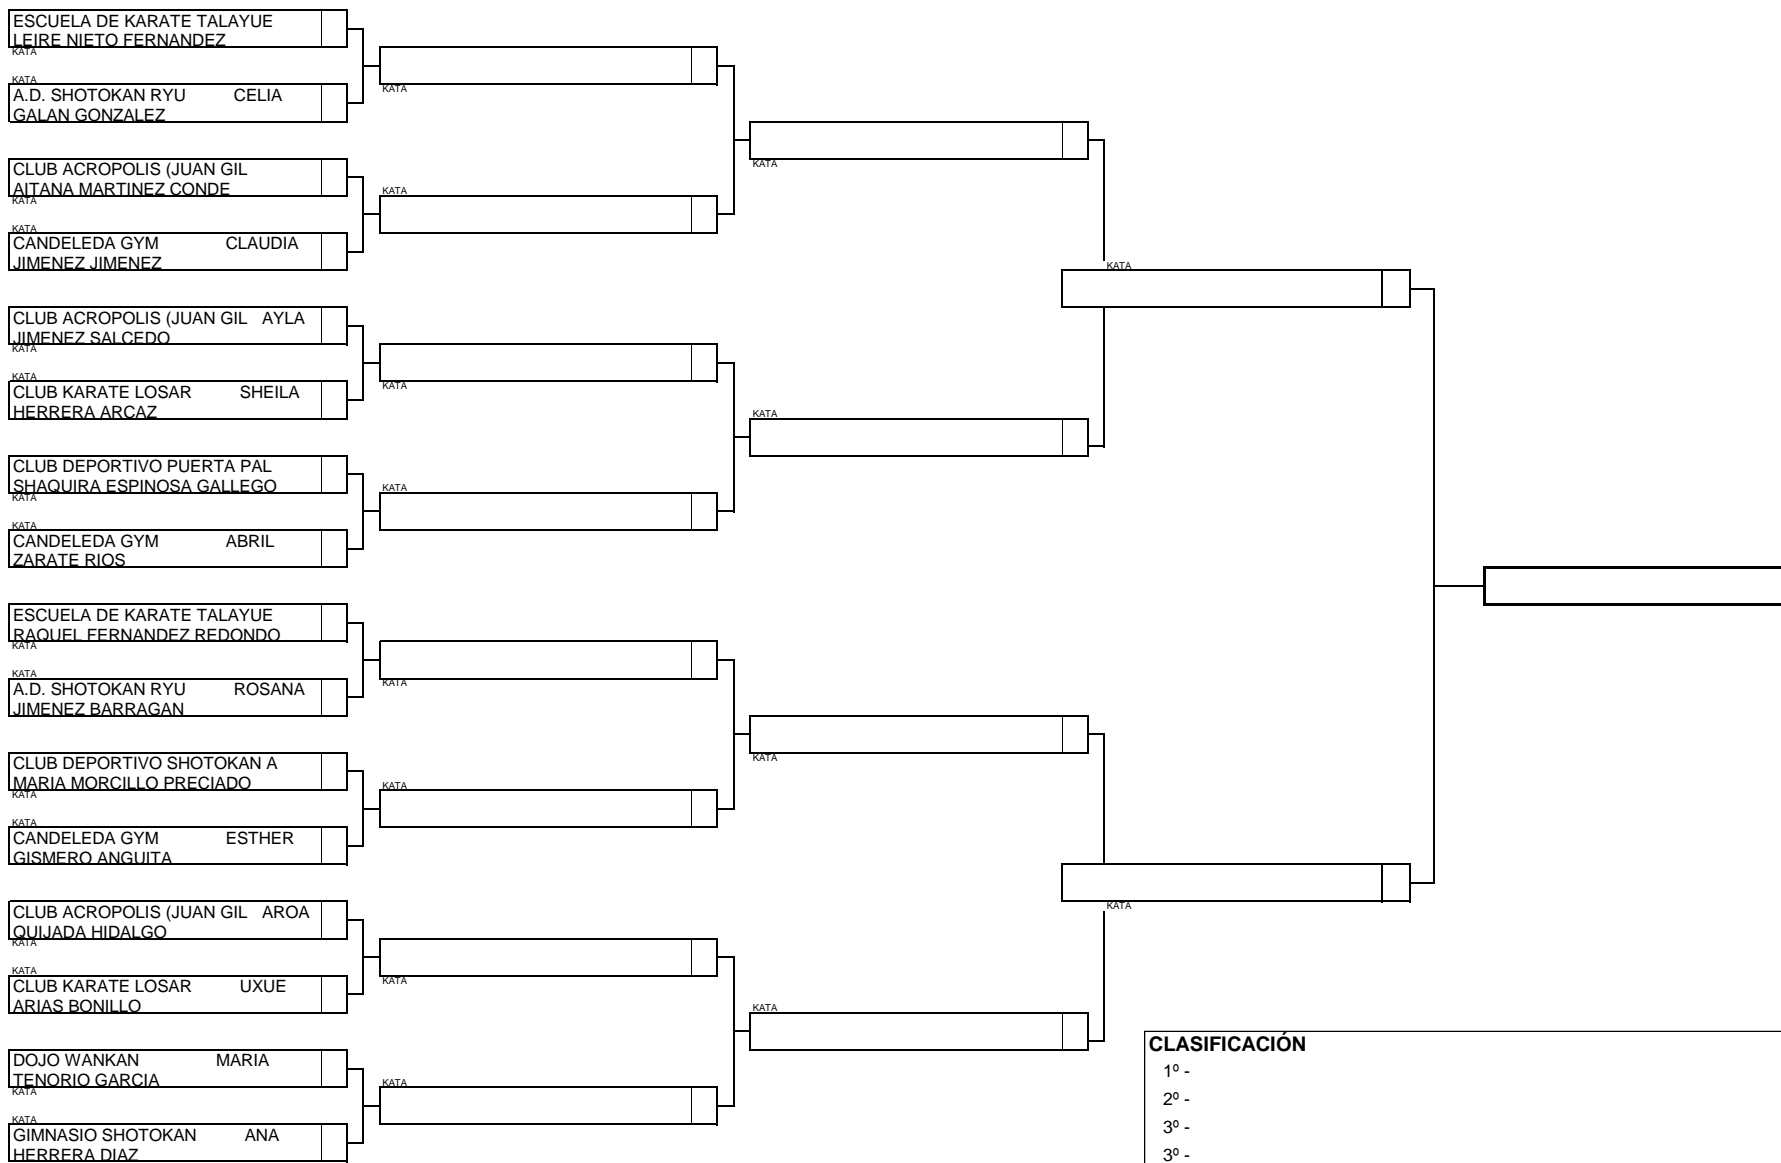 ESCUELA DE KARATE TALAYUE
LEIRE NIETO FERNANDEZ
KATA
KATA
A.D. SHOTOKAN RYU CELIA
GALAN GONZALEZ
CLUB ACROPOLIS (JUAN GIL
AITANA MARTINEZ CONDE
KATA
KATA
CANDELEDA GYM CLAUDIA
JIMENEZ JIMENEZ
CLUB ACROPOLIS (JUAN GIL AYLA
JIMENEZ SALCEDO
KATA
KATA
CLUB KARATE LOSAR SHEILA
HERRERA ARCAZ
CLUB DEPORTIVO PUERTA PAL
SHAQUIRA ESPINOSA GALLEGO
KATA
KATA
CANDELEDA GYM ABRIL
ZARATE RIOS
ESCUELA DE KARATE TALAYUE
RAQUEL FERNANDEZ REDONDO
KATA
KATA
A.D. SHOTOKAN RYU ROSANA
JIMENEZ BARRAGAN
CLUB DEPORTIVO SHOTOKAN A
MARIA MORCILLO PRECIADO
KATA
KATA
CANDELEDA GYM ESTHER
GISMERO ANGUITA
CLUB ACROPOLIS (JUAN GIL AROA
QUIJADA HIDALGO
KATA
KATA
CLUB KARATE LOSAR UXUE
ARIAS BONILLO
DOJO WANKAN MARIA
TENORIO GARCIA
KATA
KATA
GIMNASIO SHOTOKAN ANA
HERRERA DIAZ
KATA
KATA
KATA
KATA
KATA
KATA
KATA
KATA
KATA
KATA
KATA
KATA
KATA
KATA
CLASIFICACIÓN
1º -
2º -
3º -
3º -